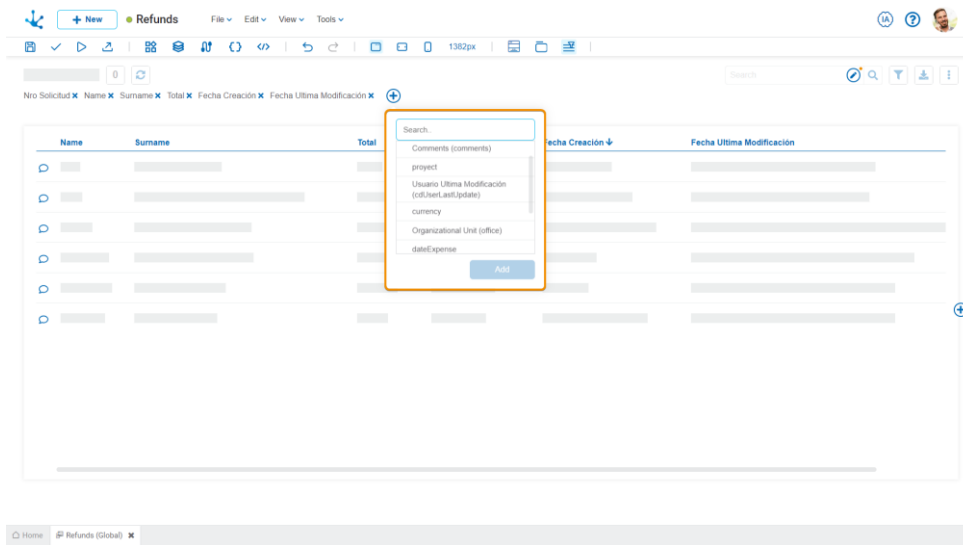 + New
Refunds
File
Edit
View
Tools
IA
?
1382px
0
Search
Nro Solicitud
Name
Surname
Total
Fecha Creación
Fecha Ultima Modificación
Name
Surname
Total
Fecha Creación
Fecha Ultima Modificación
Search..
Comments (comments)
proyect
Usuario Ultima Modificación
(cdUserLastUpdate)
currency
Organizational Unit (office)
dateExpense
Add
Home
Refunds (Global)